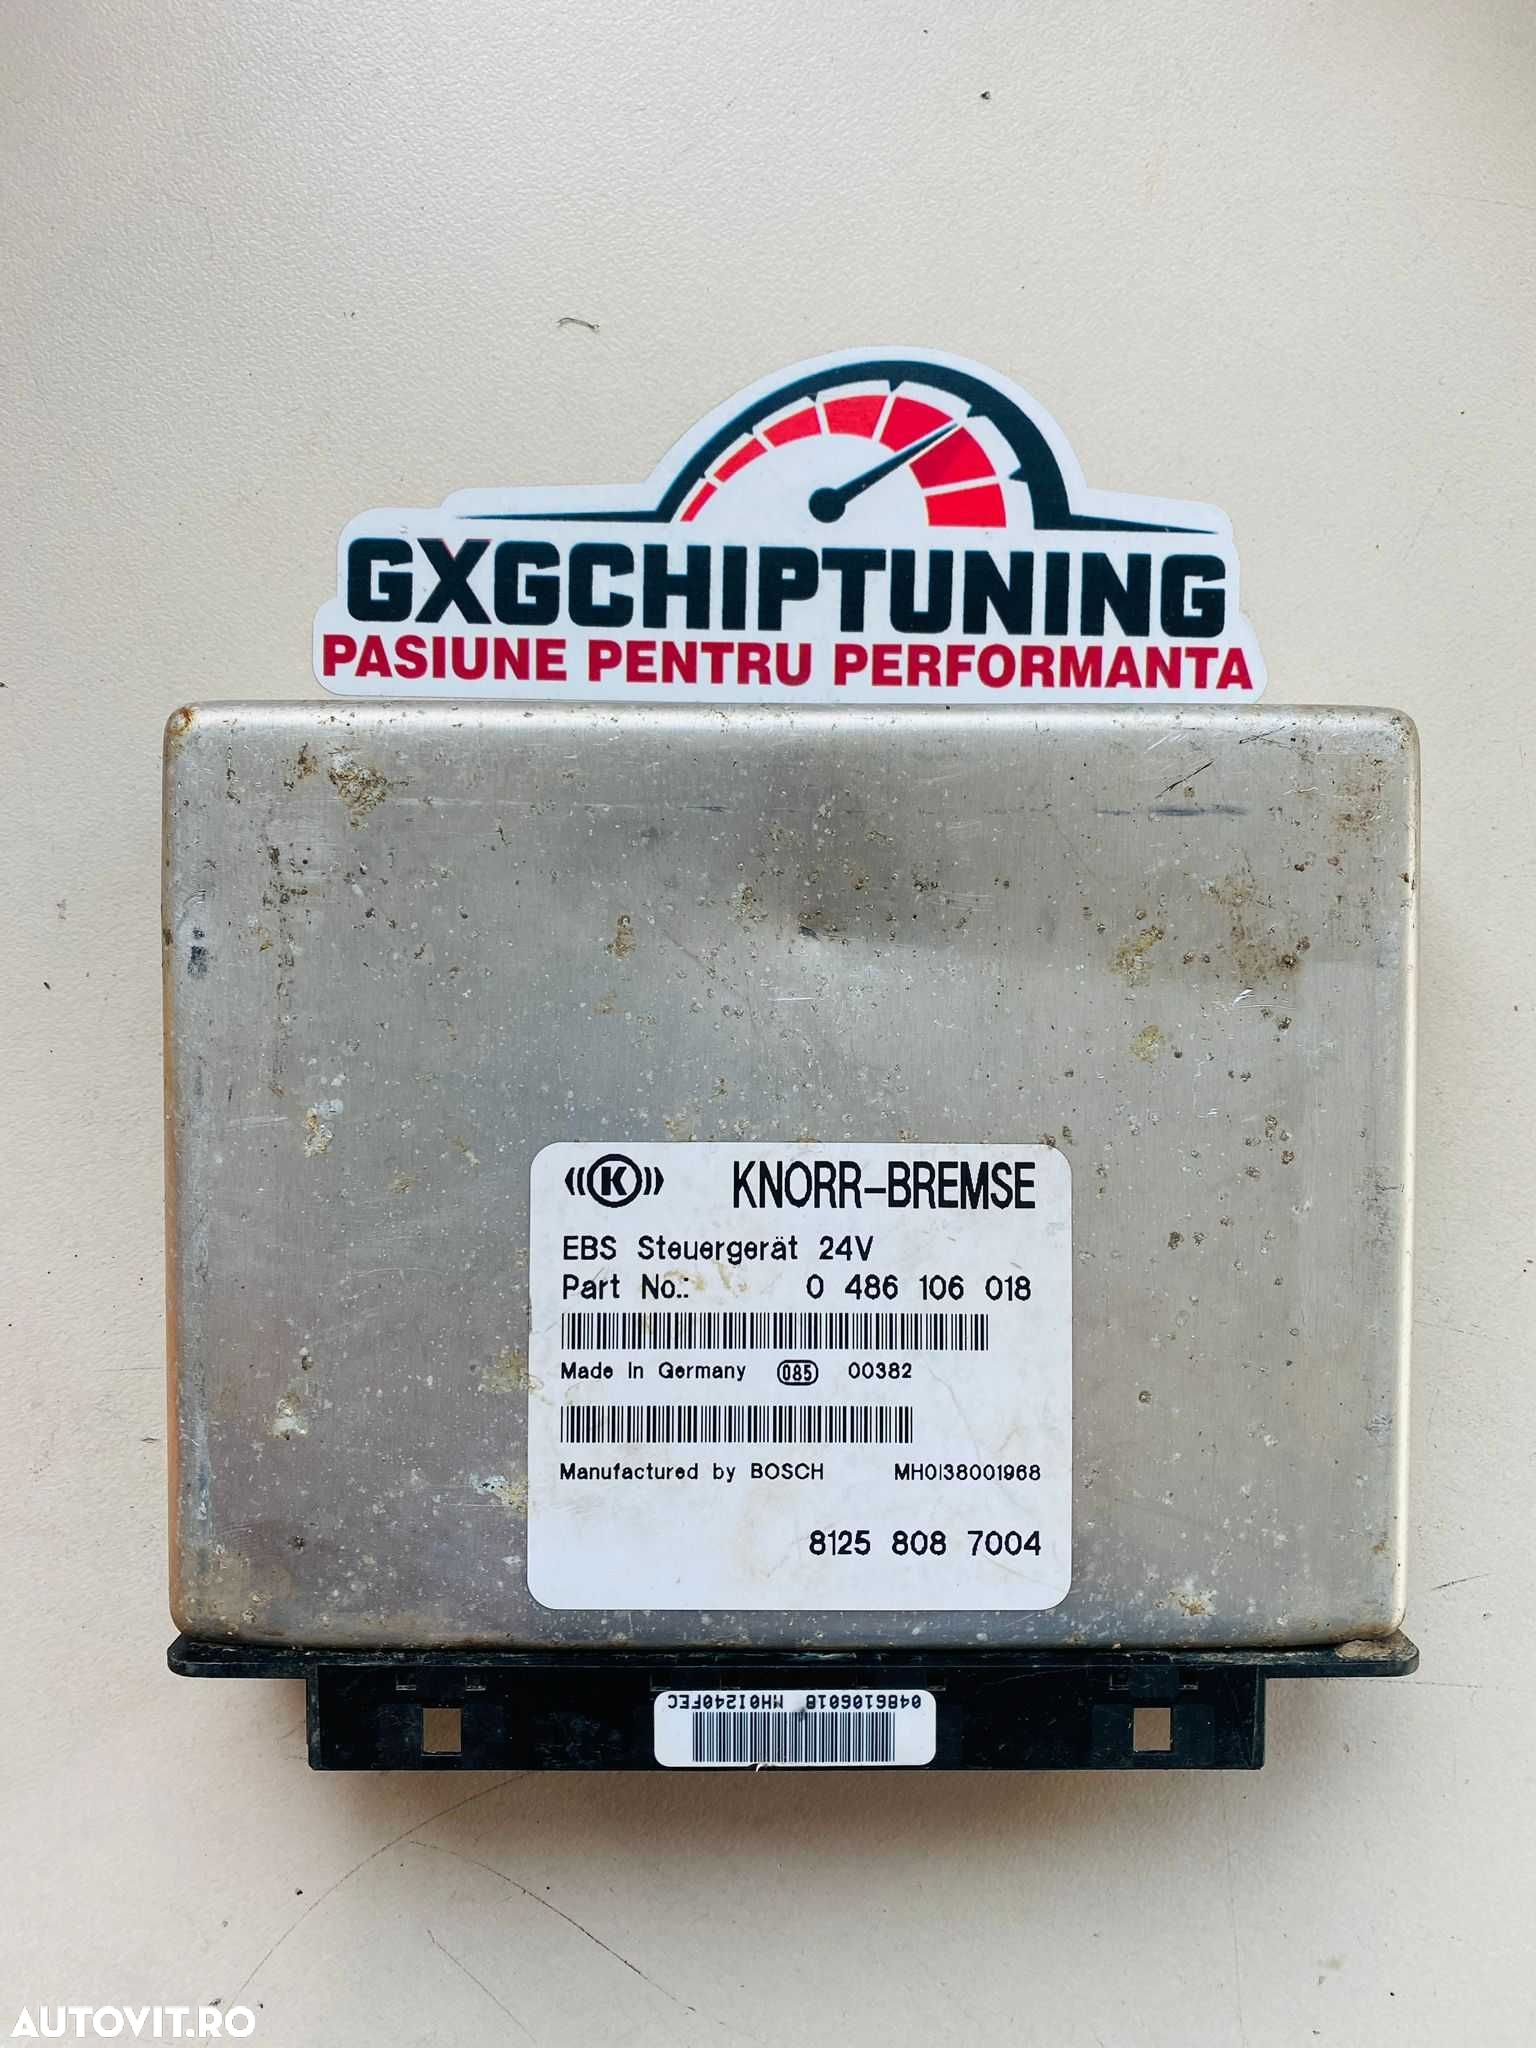 GXGCHIPTUNING
PASIUNE PENTRU PERFORMANTA
K
KNORR-BREMSE
EBS Steuergerät 24V
Part No.: 0 486 106 018
Made In Germany 085 00382
Manufactured by BOSCH MH0138001968
8125 808 7004
0486106018 MH01240FEC
AUTOVIT.RO